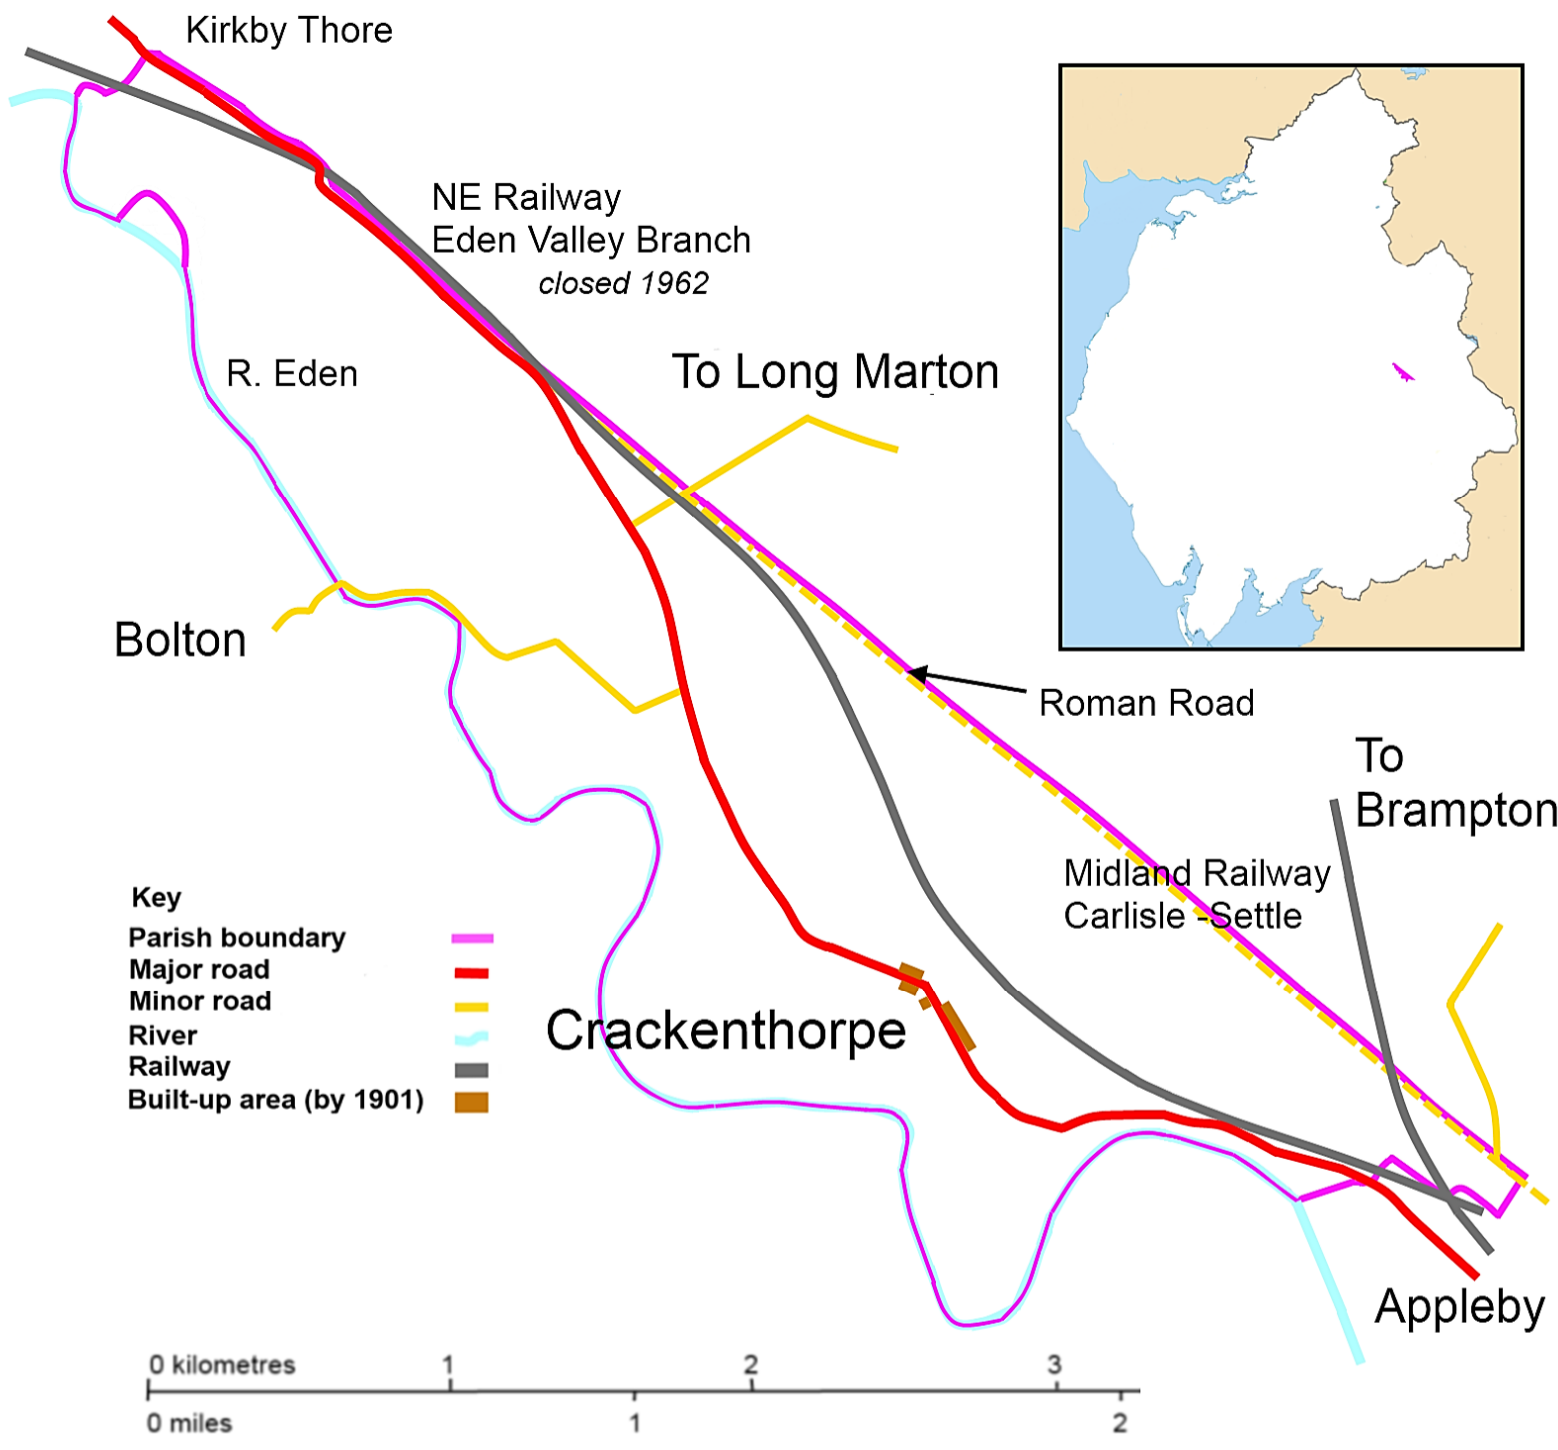 Kirkby Thore
NE Railway
Eden Valley Branch
closed 1962
R. Eden
To Long Marton
Bolton
Roman Road
To
Brampton
Midland Railway
Carlisle -Settle
Key
Parish boundary
Major road
Minor road
River
Railway
Built-up area (by 1901)
Crackenthorpe
Appleby
0 kilometres 1 2 3
0 miles 1 2